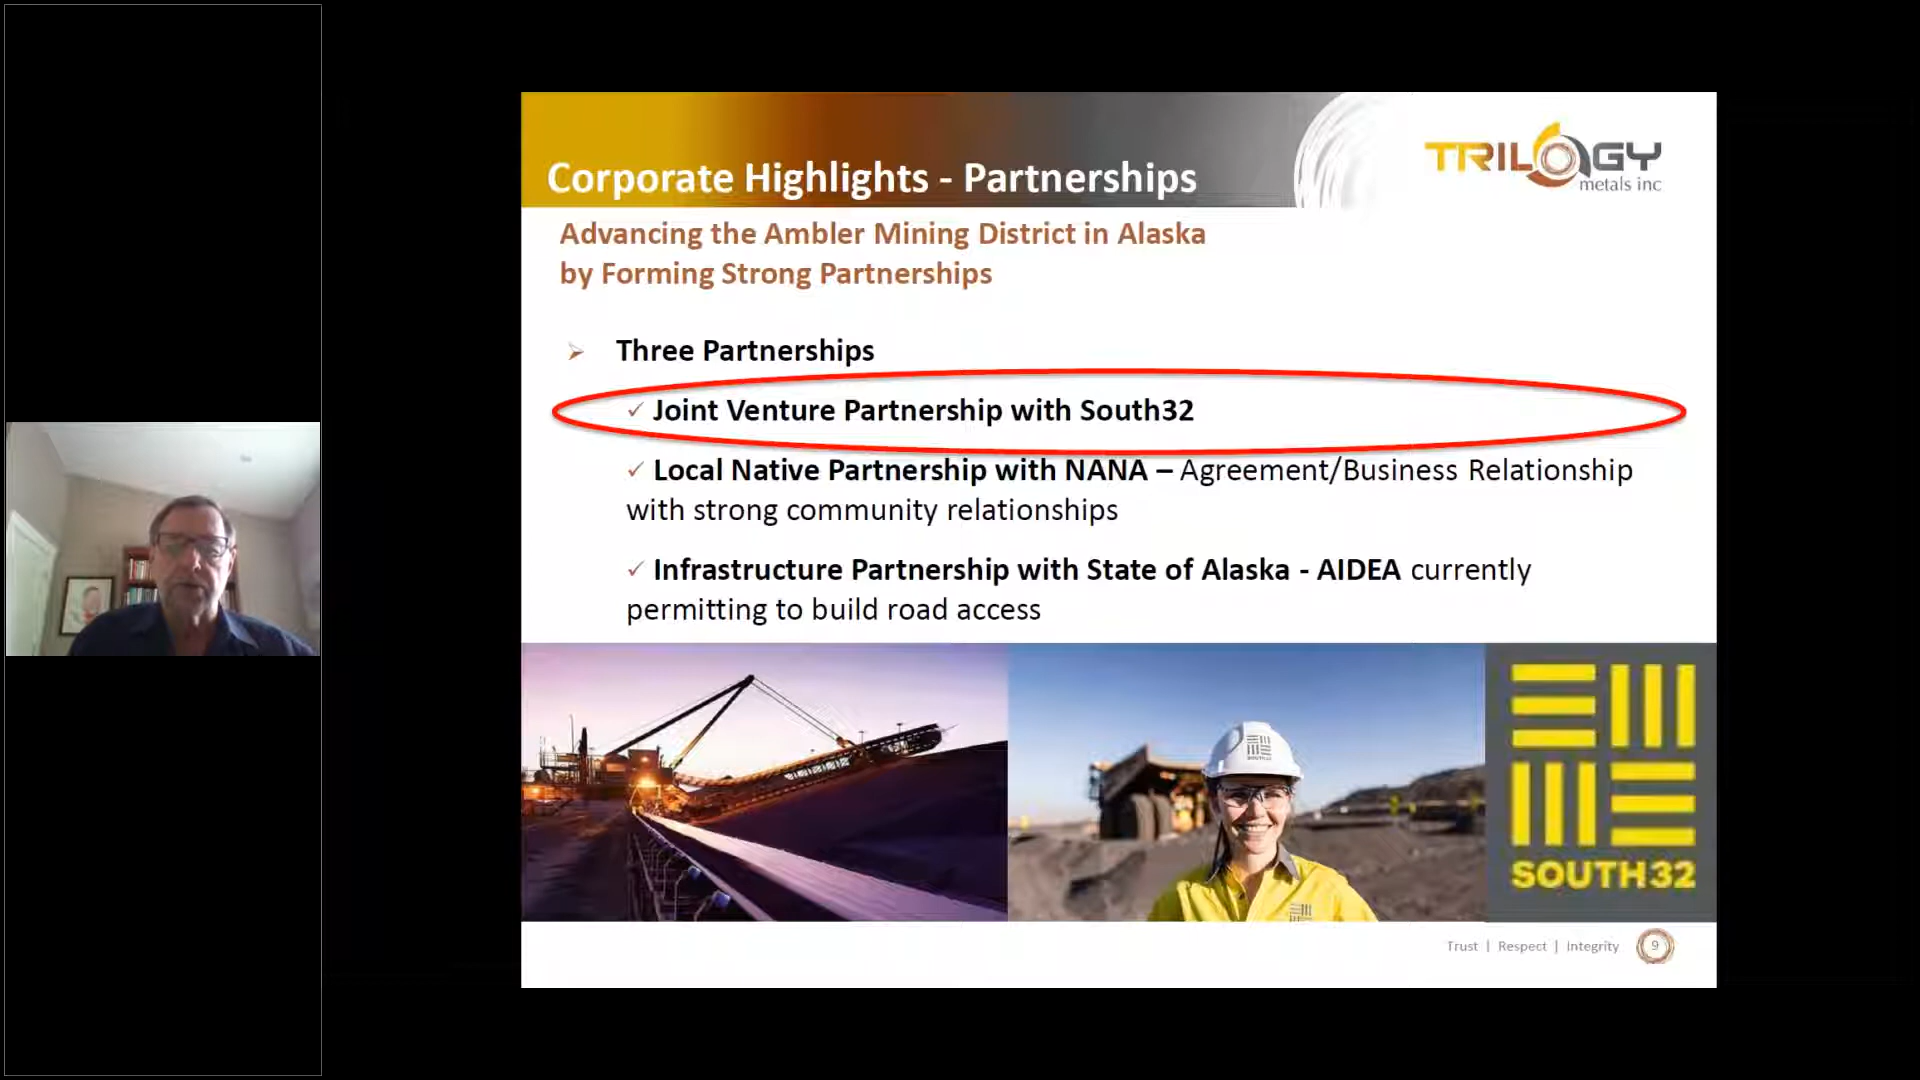 Corporate Highlights - Partnerships
TRILOGY
metals inc
Advancing the Ambler Mining District in Alaska
by Forming Strong Partnerships
Three Partnerships
Joint Venture Partnership with South32
Local Native Partnership with NANA – Agreement/Business Relationship
with strong community relationships
Infrastructure Partnership with State of Alaska - AIDEA currently
permitting to build road access
SOUTH32
SOUTH32
Trust | Respect | Integrity 9